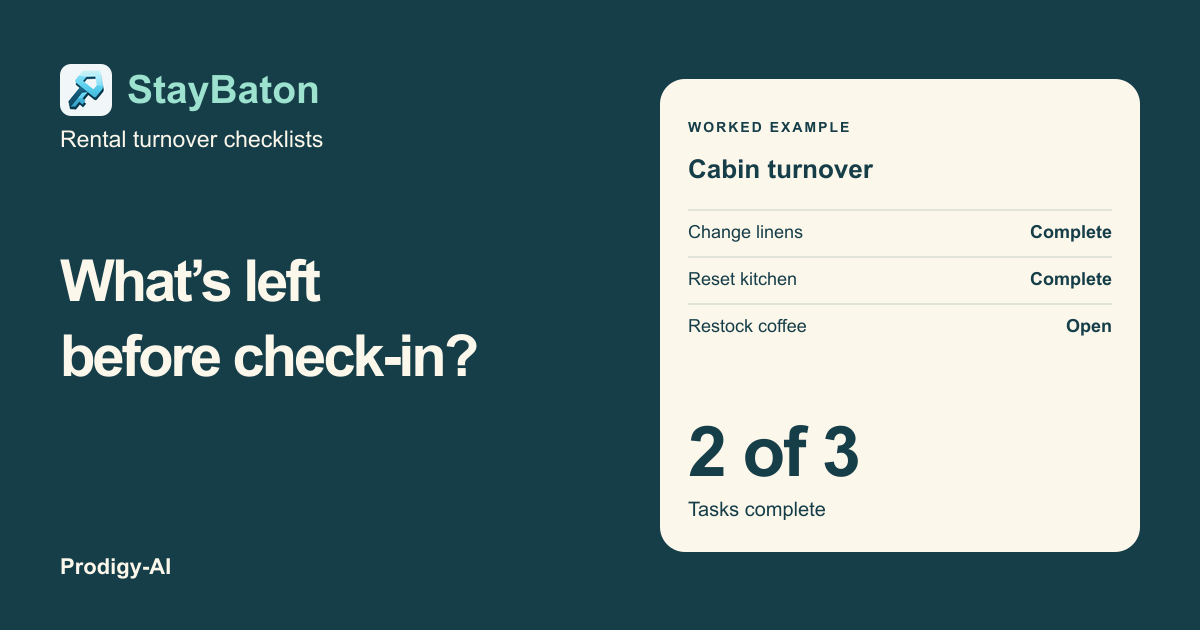 StayBaton
Rental turnover checklists
What’s left
before check-in?
Prodigy-AI
WORKED EXAMPLE
Cabin turnover
Change linens Complete
Reset kitchen Complete
Restock coffee Open
2 of 3
Tasks complete